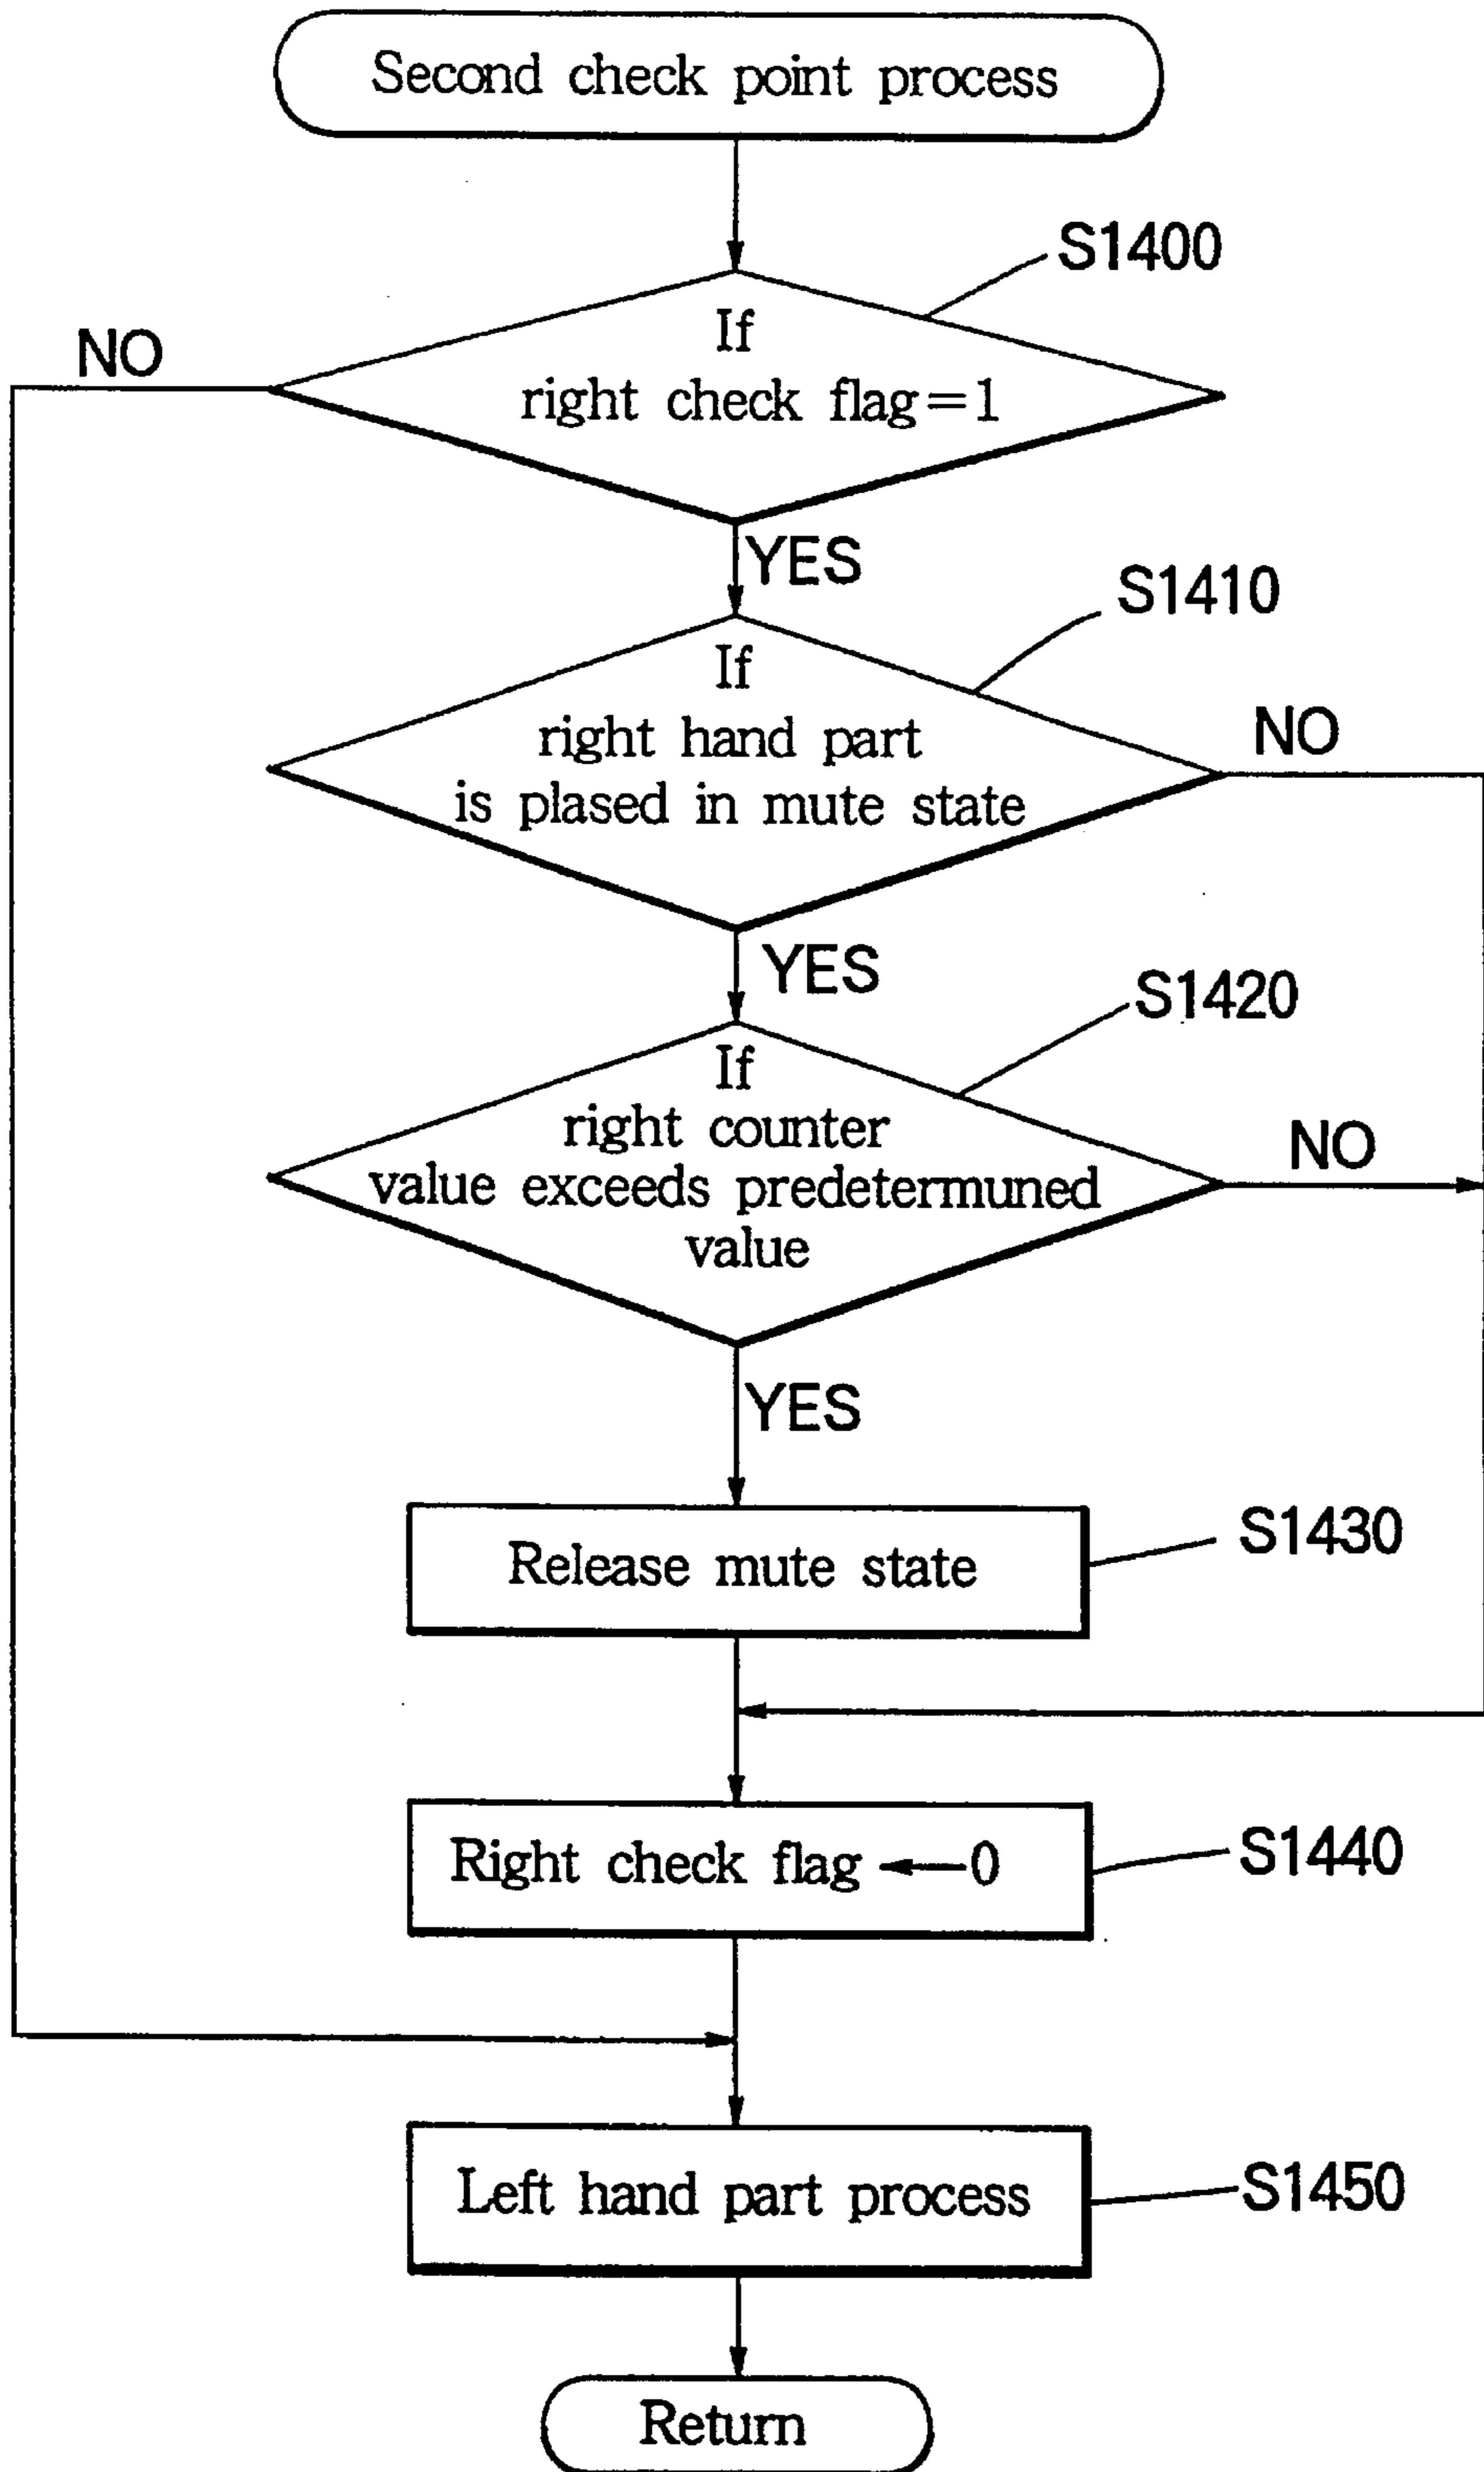 Second check point process
S1400
NO
If
right check flag=1
YES
S1410
If
right hand part
is plased in mute state
NO
YES
S1420
If
right counter
value exceeds predetermuned
value
NO
YES
Release mute state
S1430
Right check flag ←0
S1440
Left hand part process
S1450
Return